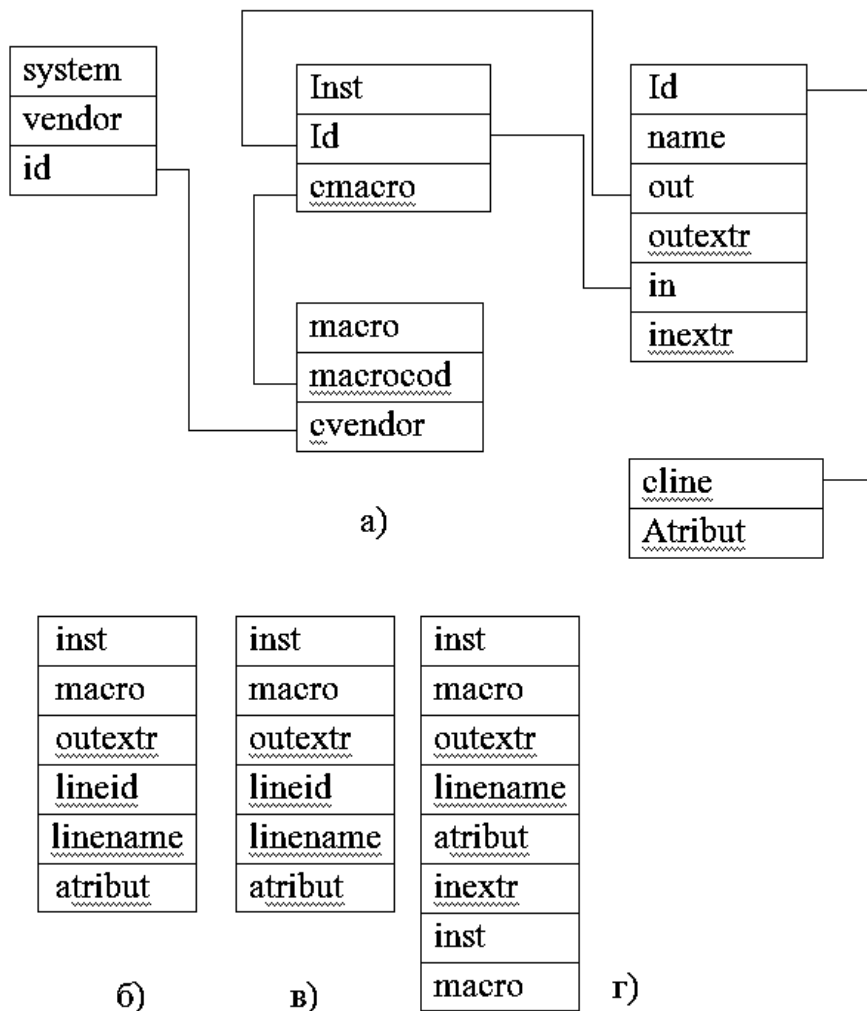 system
vendor
id
Inst
Id
cmacro
macro
macrocod
cvendor
Id
name
out
outextr
in
inextr
cline
Atribut
а)
inst
macro
outextr
lineid
linename
atribut
б)
inst
macro
outextr
lineid
linename
atribut
в)
inst
macro
outextr
linename
atribut
inextr
inst
macro
г)